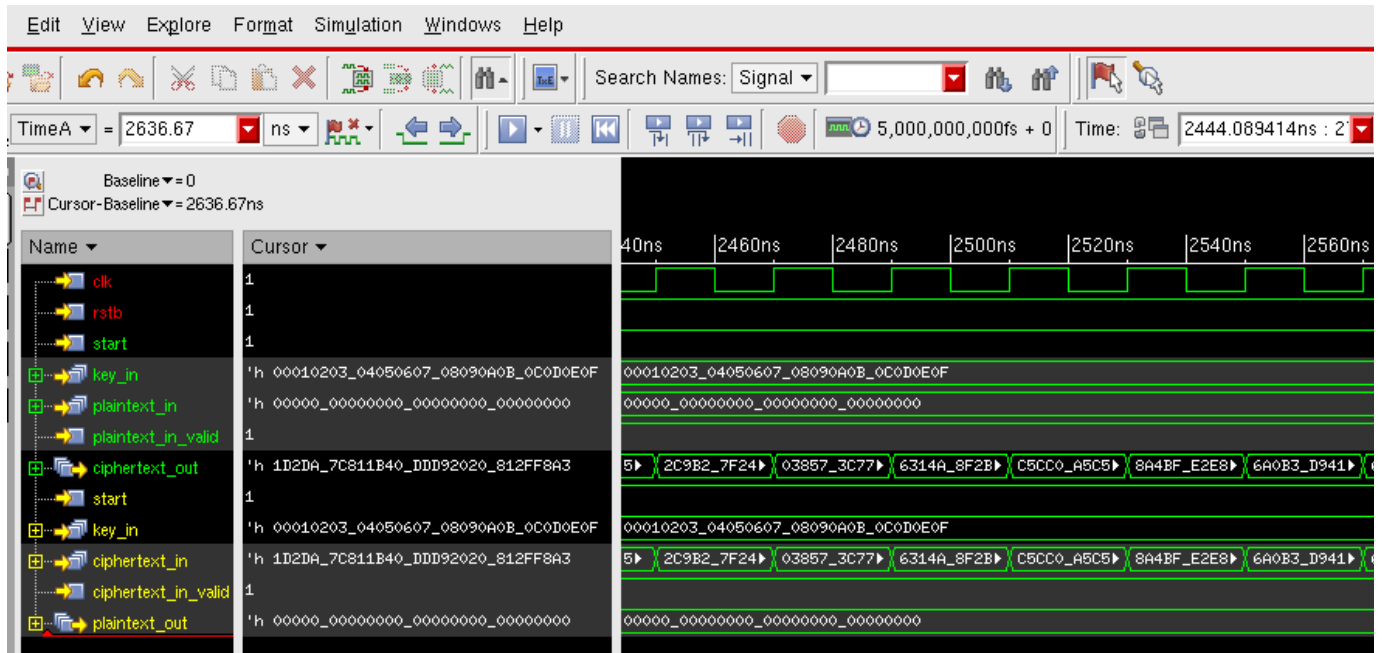 Edit View Explore Format Simulation Windows Help
Search Names: Signal
TimeA = 2636.67 ns 5,000,000,000fs + 0 Time: 2444.089414ns : 2
Baseline = 0
Cursor-Baseline = 2636.67ns
Name Cursor 40ns 2460ns 2480ns 2500ns 2520ns 2540ns 2560ns
clk 1
rstb 1
start 1
key_in 'h 00010203_04050607_08090A0B_0C0D0E0F 00010203_04050607_08090A0B_0C0D0E0F
plaintext_in 'h 00000_00000000_00000000_00000000 00000_00000000_00000000_00000000
plaintext_in_valid 1
ciphertext_out 'h 1D2DA_7C811B40_DDD92020_812FF8A3 5 2C9B2_7F24 03857_3C77 6314A_8F2B C5CC0_A5C5 8A4BF_E2E8 6A0B3_D941
start 1
key_in 'h 00010203_04050607_08090A0B_0C0D0E0F 00010203_04050607_08090A0B_0C0D0E0F
ciphertext_in 'h 1D2DA_7C811B40_DDD92020_812FF8A3 5 2C9B2_7F24 03857_3C77 6314A_8F2B C5CC0_A5C5 8A4BF_E2E8 6A0B3_D941
ciphertext_in_valid 1
plaintext_out 'h 00000_00000000_00000000_00000000 00000_00000000_00000000_00000000